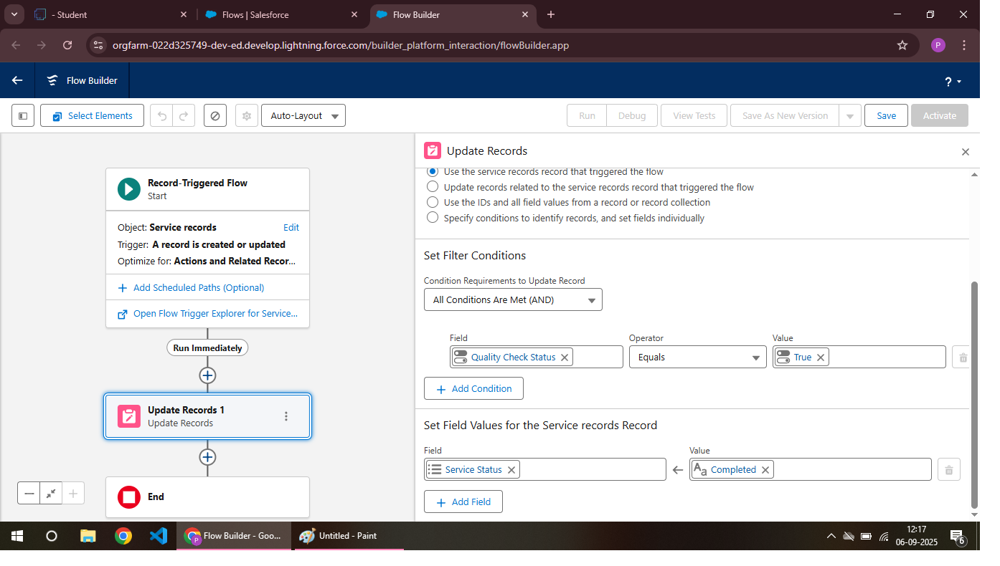 - Student
Flows | Salesforce
Flow Builder
orgfarm-022d325749-dev-ed.develop.lightning.force.com/builder_platform_interaction/flowBuilder.app
P
Flow Builder
?
Select Elements
Auto-Layout
Run
Debug
View Tests
Save As New Version
Save
Activate
Record-Triggered Flow
Start
Object: Service records
Edit
Trigger: A record is created or updated
Optimize for: Actions and Related Recor...
Add Scheduled Paths (Optional)
Open Flow Trigger Explorer for Service...
Run Immediately
Update Records 1
Update Records
End
Update Records
Use the service records record that triggered the flow
Update records related to the service records record that triggered the flow
Use the IDs and all field values from a record or record collection
Specify conditions to identify records, and set fields individually
Set Filter Conditions
Condition Requirements to Update Record
All Conditions Are Met (AND)
Field
Operator
Value
Quality Check Status
Equals
True
Add Condition
Set Field Values for the Service records Record
Field
Value
Service Status
Aa Completed
Add Field
P
Flow Builder - Goo...
Untitled - Paint
12:17
06-09-2025
6